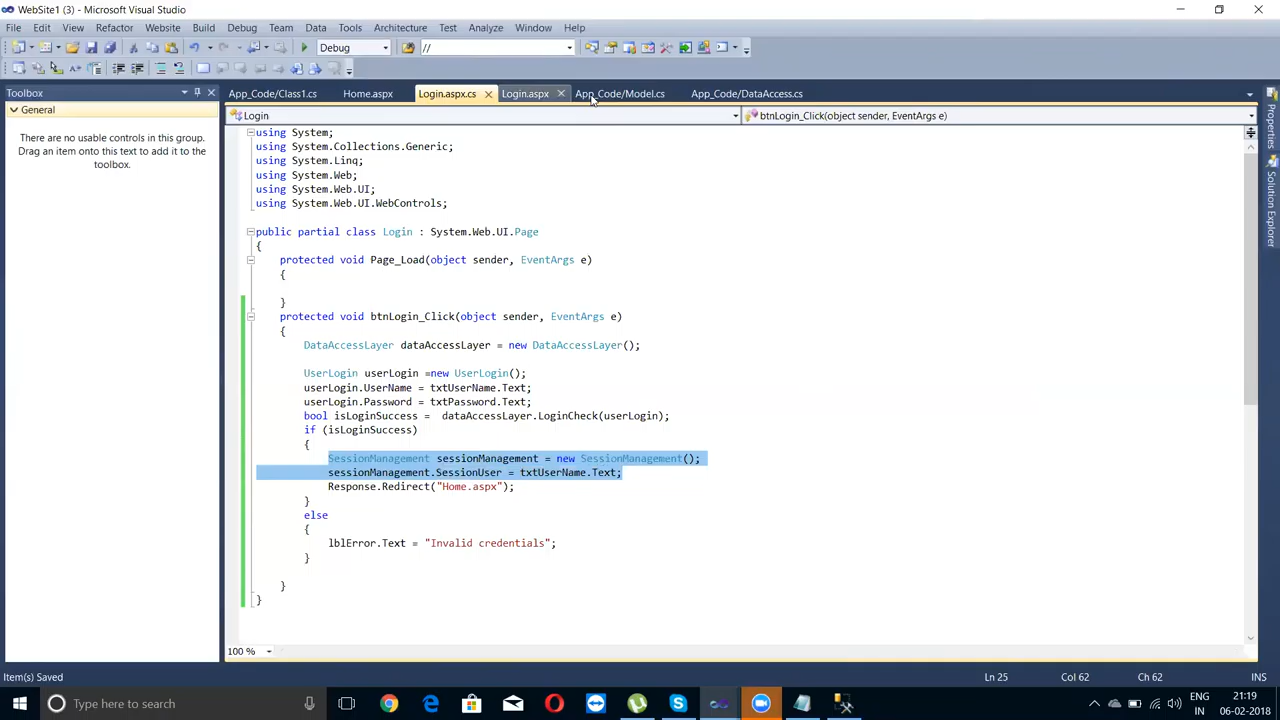 WebSite1 (3) - Microsoft Visual Studio
File Edit View Refactor Website Build Debug Team Data Tools Architecture Test Analyze Window Help
Debug //
Toolbox
App_Code/Class1.cs Home.aspx Login.aspx.cs Login.aspx App_Code/Model.cs App_Code/DataAccess.cs
General
Login btnLogin_Click(object sender, EventArgs e)
There are no usable controls in this group.
Drag an item onto this text to add it to the
toolbox.
Properties
Solution Explorer
using System;
using System.Collections.Generic;
using System.Linq;
using System.Web;
using System.Web.UI;
using System.Web.UI.WebControls;
public partial class Login : System.Web.UI.Page
{
protected void Page_Load(object sender, EventArgs e)
{
}
protected void btnLogin_Click(object sender, EventArgs e)
{
DataAccessLayer dataAccessLayer = new DataAccessLayer();
UserLogin userLogin =new UserLogin();
userLogin.UserName = txtUserName.Text;
userLogin.Password = txtPassword.Text;
bool isLoginSuccess =  dataAccessLayer.LoginCheck(userLogin);
if (isLoginSuccess)
{
SessionManagement sessionManagement = new SessionManagement();
sessionManagement.SessionUser = txtUserName.Text;
Response.Redirect("Home.aspx");
}
else
{
lblError.Text = "Invalid credentials";
}
}
}
100 %
Item(s) Saved Ln 25 Col 62 Ch 62 INS
Type here to search
ENG 21:19
IN 06-02-2018